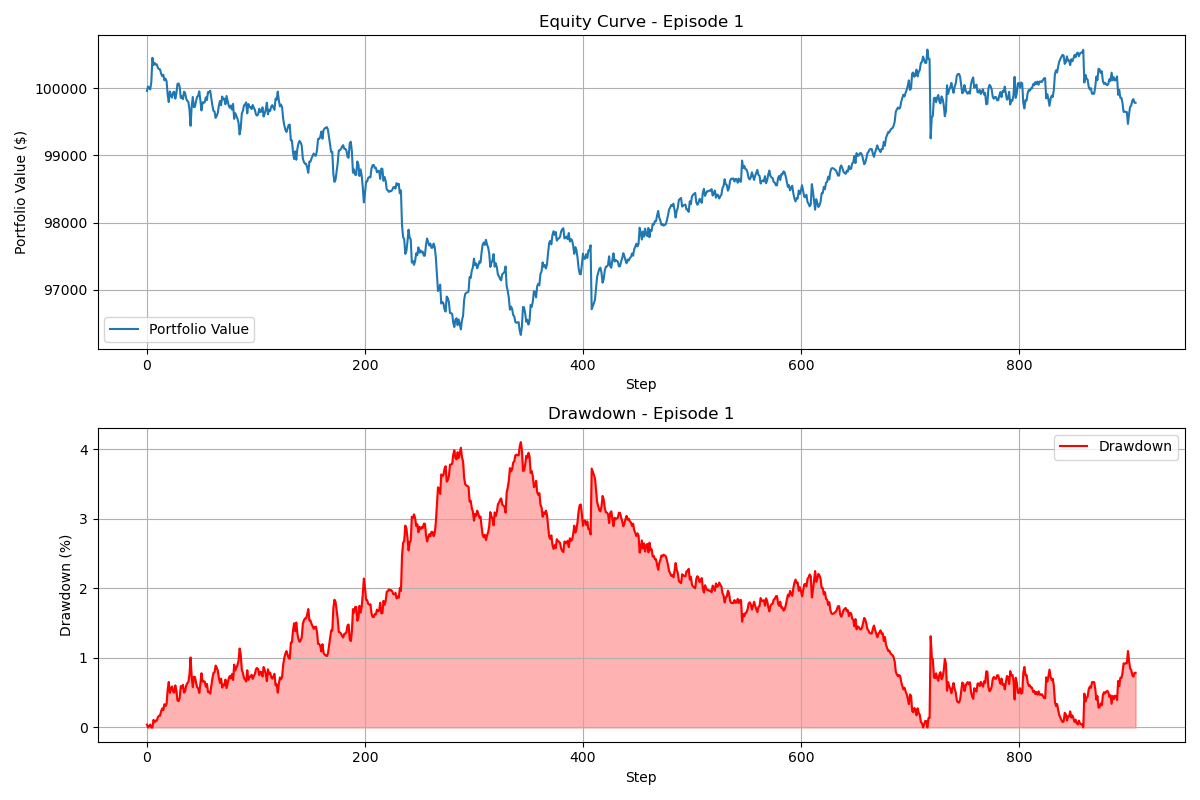 Equity Curve - Episode 1
Portfolio Value ($)
100000
99000
98000
97000
Portfolio Value
0 200 400 600 800
Step
Drawdown - Episode 1
Drawdown (%)
4
3
2
1
0
Drawdown
0 200 400 600 800
Step